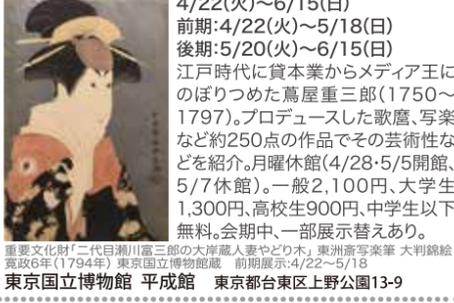 4/22(火)～6/15(日)
前期:4/22(火)～5/18(日)
後期:5/20(火)～6/15(日)
江戸時代に貸本業からメディア王に
のぼりつめた蔦屋重三郎(1750～
1797)。プロデュースした歌麿、写楽
など約250点の作品でその芸術性な
どを紹介。月曜休館(4/28・5/5開館、
5/7休館)。一般2,100円、大学生
1,300円、高校生900円、中学生以下
無料。会期中、一部展示替えあり。
重要文化財「二代目瀬川富三郎の大岸蔵人妻やどり木」 東洲斎写楽筆 大判錦絵
寛政6年(1794年) 東京国立博物館蔵 前期展示:4/22～5/18
東京国立博物館 平成館 東京都台東区上野公園13-9